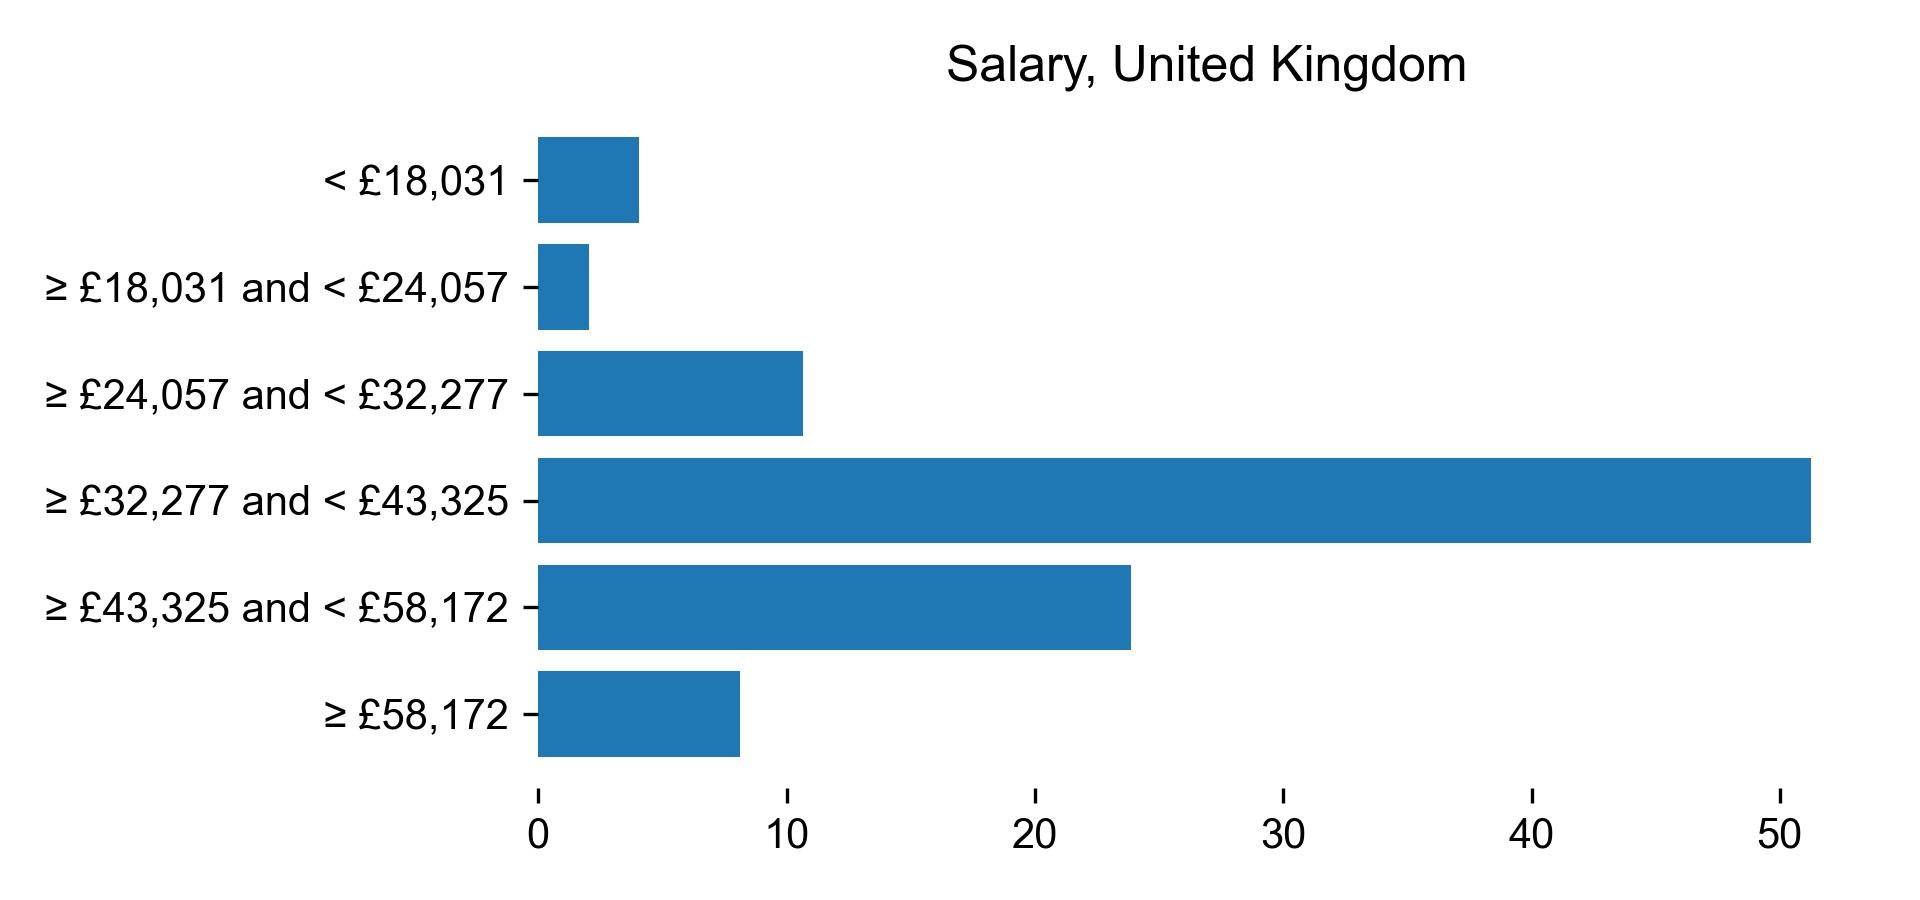 Salary, United Kingdom
< £18,031
≥ £18,031 and < £24,057
≥ £24,057 and < £32,277
≥ £32,277 and < £43,325
≥ £43,325 and < £58,172
≥ £58,172
0 10 20 30 40 50